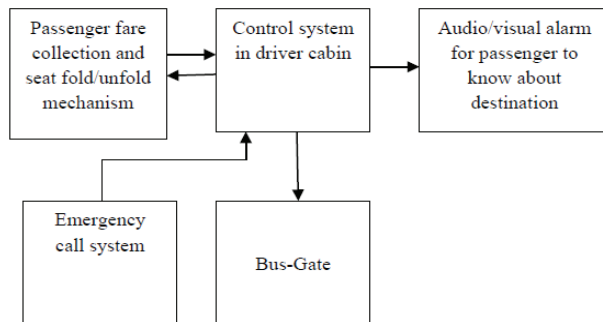 Passenger fare
collection and
seat fold/unfold
mechanism
Control system
in driver cabin
Audio/visual alarm
for passenger to
know about
destination
Emergency
call system
Bus-Gate